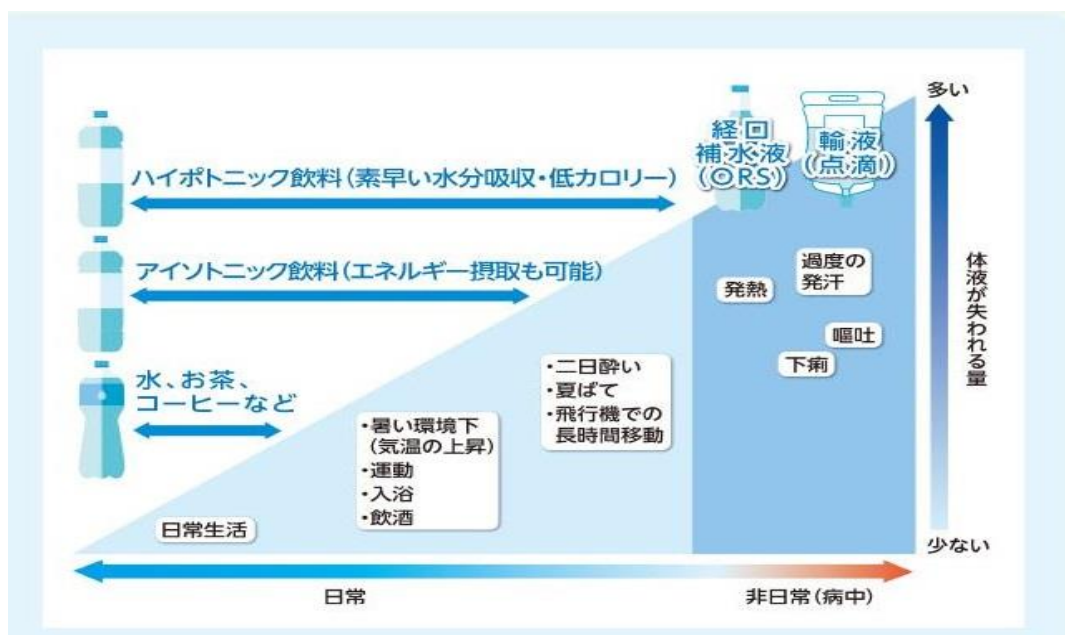 多い
経口
補水液
(ORS)
輸液
(点滴)
ハイポトニック飲料(素早い水分吸収・低カロリー)
アイソトニック飲料(エネルギー摂取も可能)
水、お茶、
コーヒーなど
発熱
過度の
発汗
嘔吐
下痢
体液が失われる量
・二日酔い
・夏ばて
・飛行機での
長時間移動
・暑い環境下
(気温の上昇)
・運動
・入浴
・飲酒
日常生活
少ない
日常
非日常(病中)